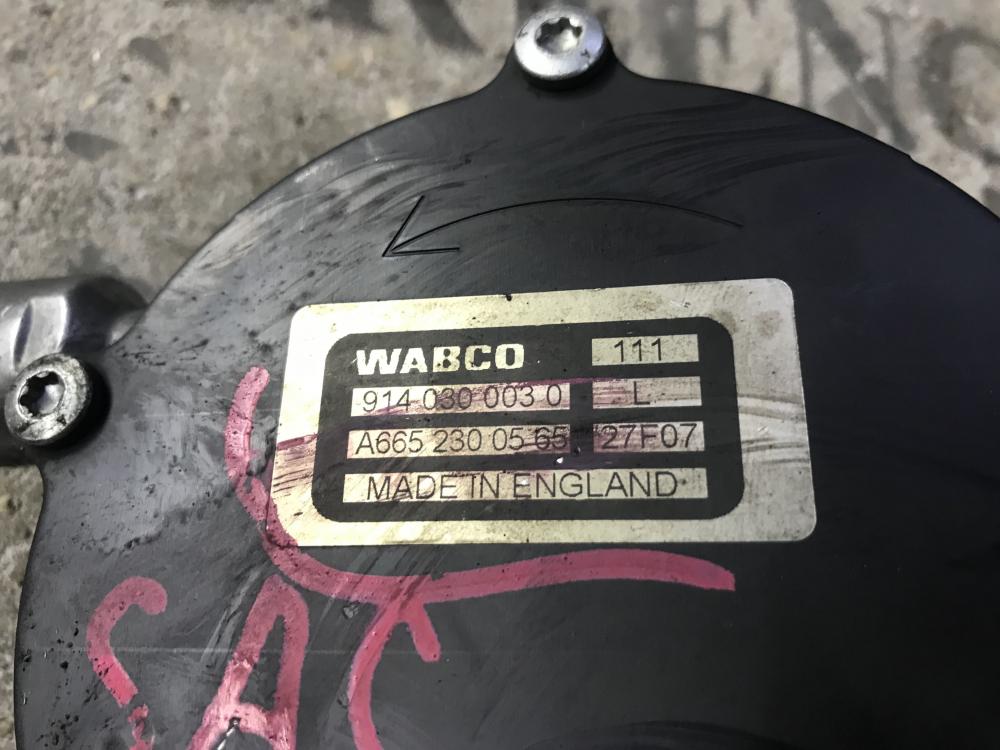 WABCO 111
914 030 003 0 L
A665 230 05 65 27F07
MADE IN ENGLAND